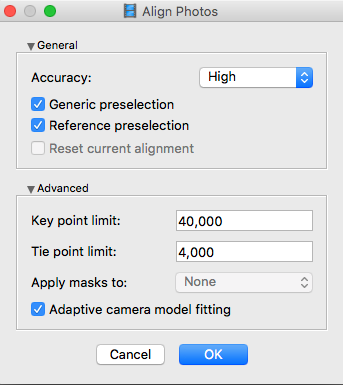 Align Photos
General
Accuracy: High
Generic preselection
Reference preselection
Reset current alignment
Advanced
Key point limit: 40,000
Tie point limit: 4,000
Apply masks to: None
Adaptive camera model fitting
Cancel OK